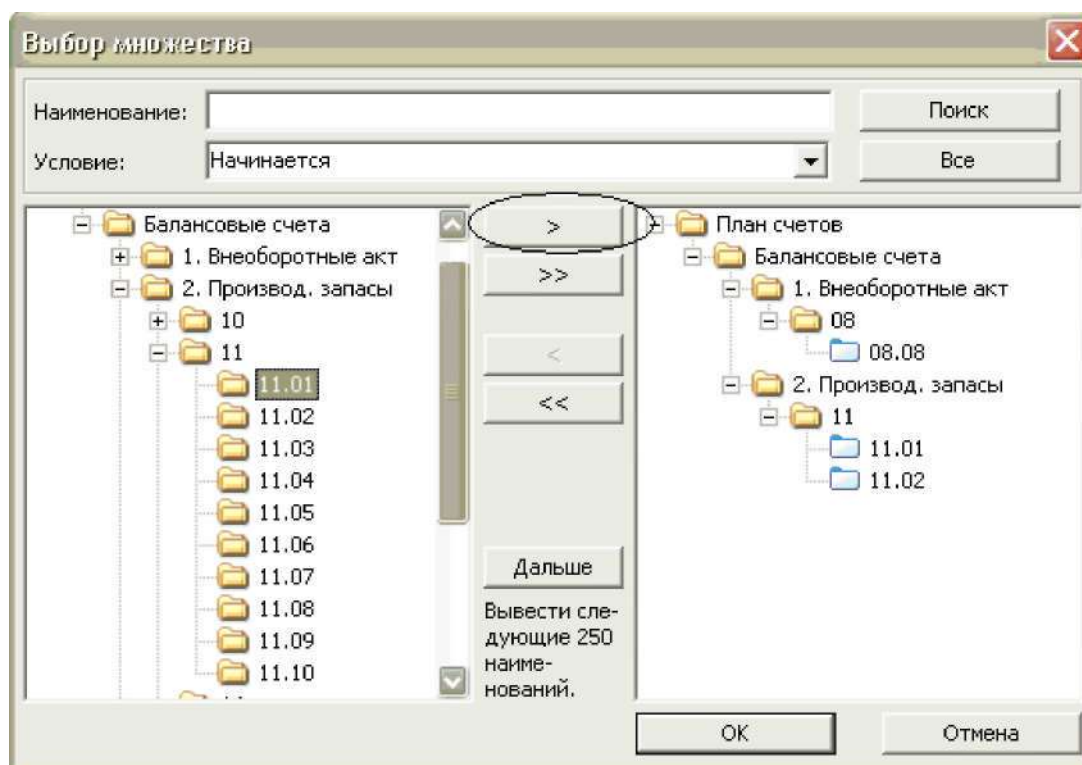 Выбор множества
Наименование:
Поиск
Условие:
Начинается
Все
Балансовые счета
1. Внеоборотные акт
2. Производ. запасы
10
11
11.01
11.02
11.03
11.04
11.05
11.06
11.07
11.08
11.09
11.10
>
>>
<
<<
Дальше
Вывести сле-
дующие 250
наиме-
нований.
План счетов
Балансовые счета
1. Внеоборотные акт
08
08.08
2. Производ. запасы
11
11.01
11.02
ОК
Отмена